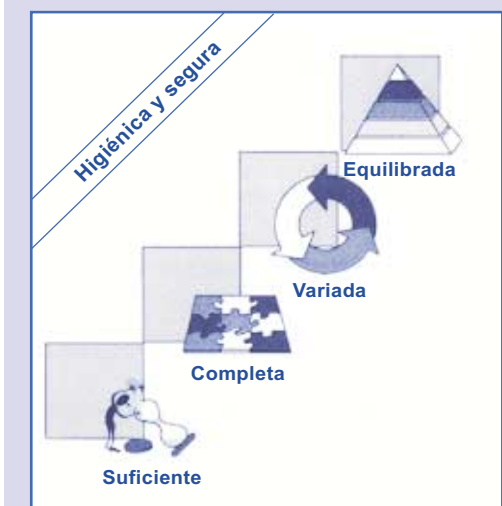 Higiénica y segura
Equilibrada
Variada
Completa
Suficiente